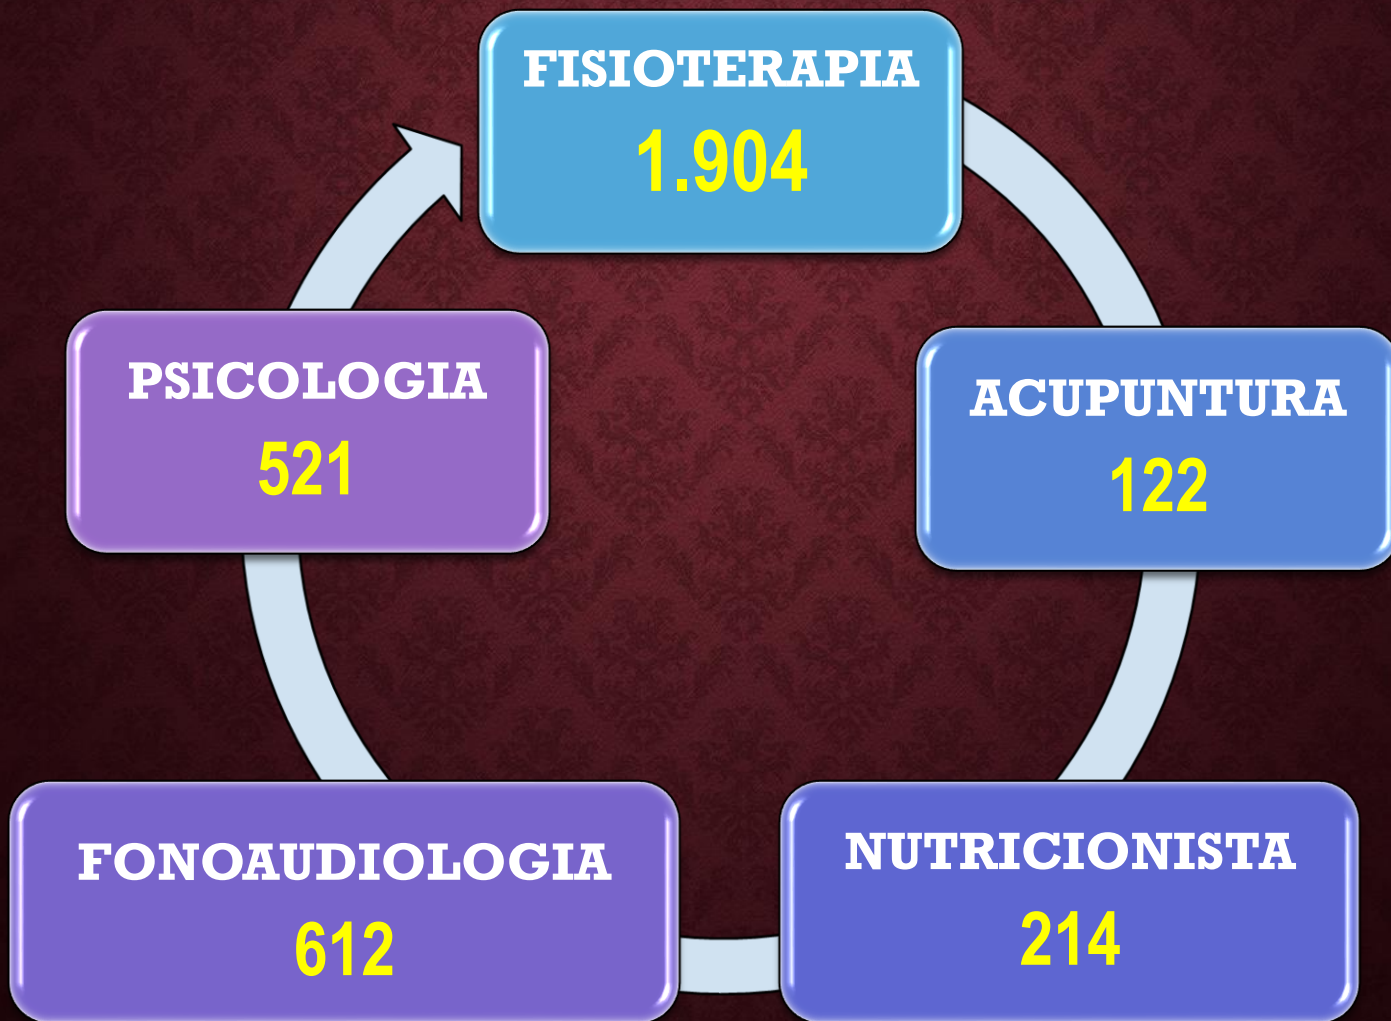 FISIOTERAPIA
1.904
ACUPUNTURA
122
NUTRICIONISTA
214
FONOAUDIOLOGIA
612
PSICOLOGIA
521